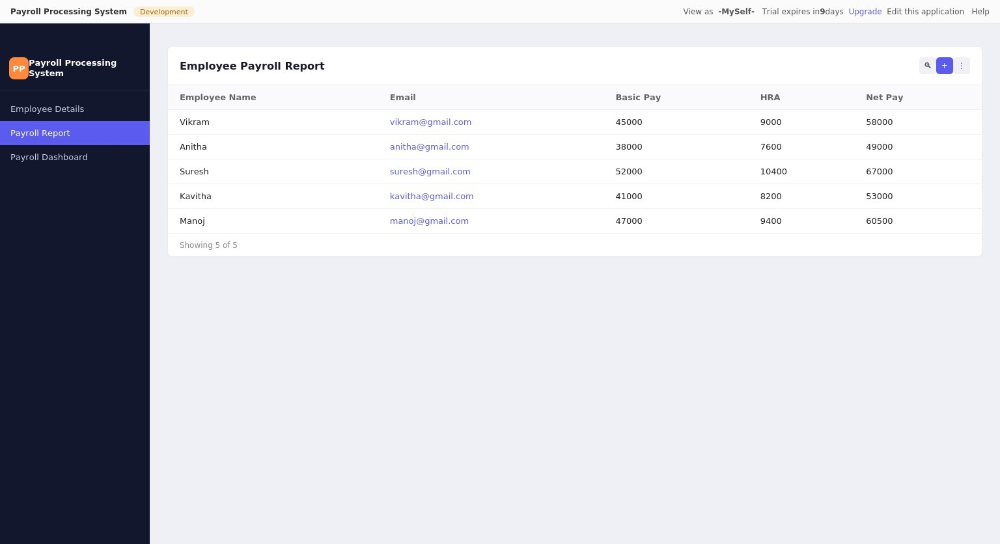 Payroll Processing System Development View as -MySelf- Trial expires in9days Upgrade Edit this application Help
PP Payroll Processing
System
Employee Details
Payroll Report
Payroll Dashboard
Employee Payroll Report + ⋮
Employee Name Email Basic Pay HRA Net Pay
Vikram vikram@gmail.com 45000 9000 58000
Anitha anitha@gmail.com 38000 7600 49000
Suresh suresh@gmail.com 52000 10400 67000
Kavitha kavitha@gmail.com 41000 8200 53000
Manoj manoj@gmail.com 47000 9400 60500
Showing 5 of 5